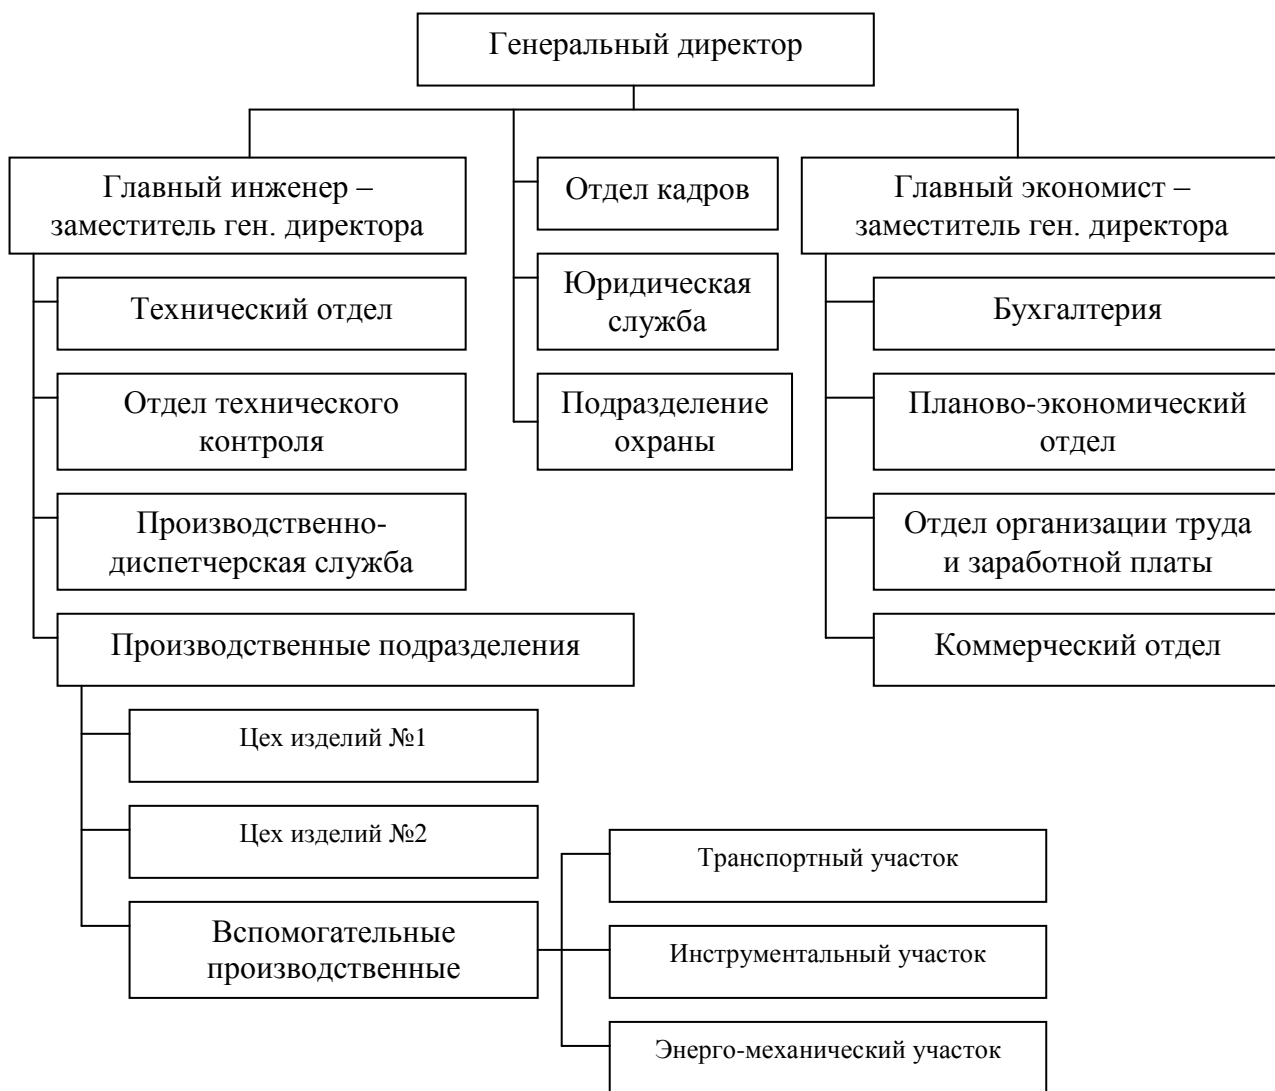 Генеральный директор
Главный инженер –
заместитель ген. директора
Технический отдел
Отдел технического
контроля
Производственно-
диспетчерская служба
Производственные подразделения
Цех изделий №1
Цех изделий №2
Вспомогательные
производственные
Транспортный участок
Инструментальный участок
Энерго-механический участок
Отдел кадров
Юридическая
служба
Подразделение
охраны
Главный экономист –
заместитель ген. директора
Бухгалтерия
Планово-экономический
отдел
Отдел организации труда
и заработной платы
Коммерческий отдел